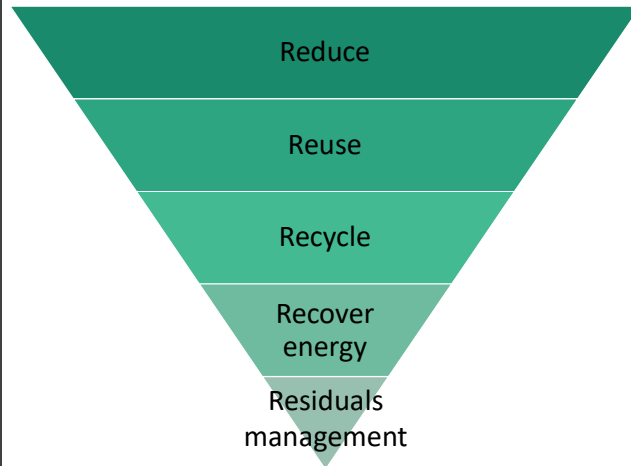 Reduce
Reuse
Recycle
Recover
energy
Residuals
management